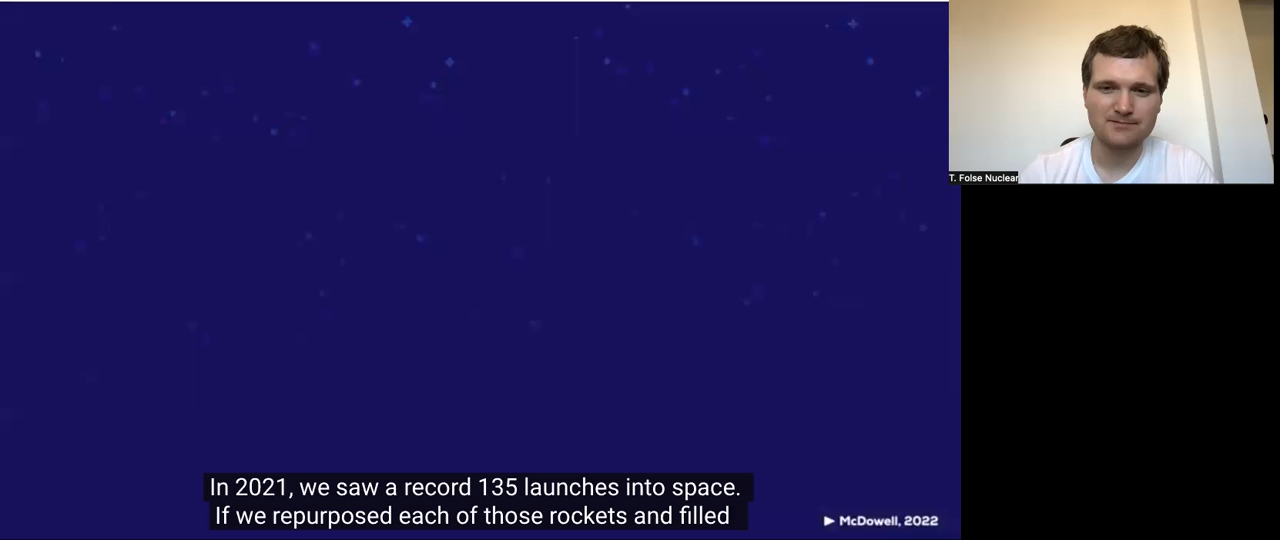 T. Folse Nuclear
In 2021, we saw a record 135 launches into space.
If we repurposed each of those rockets and filled
▶ McDowell, 2022